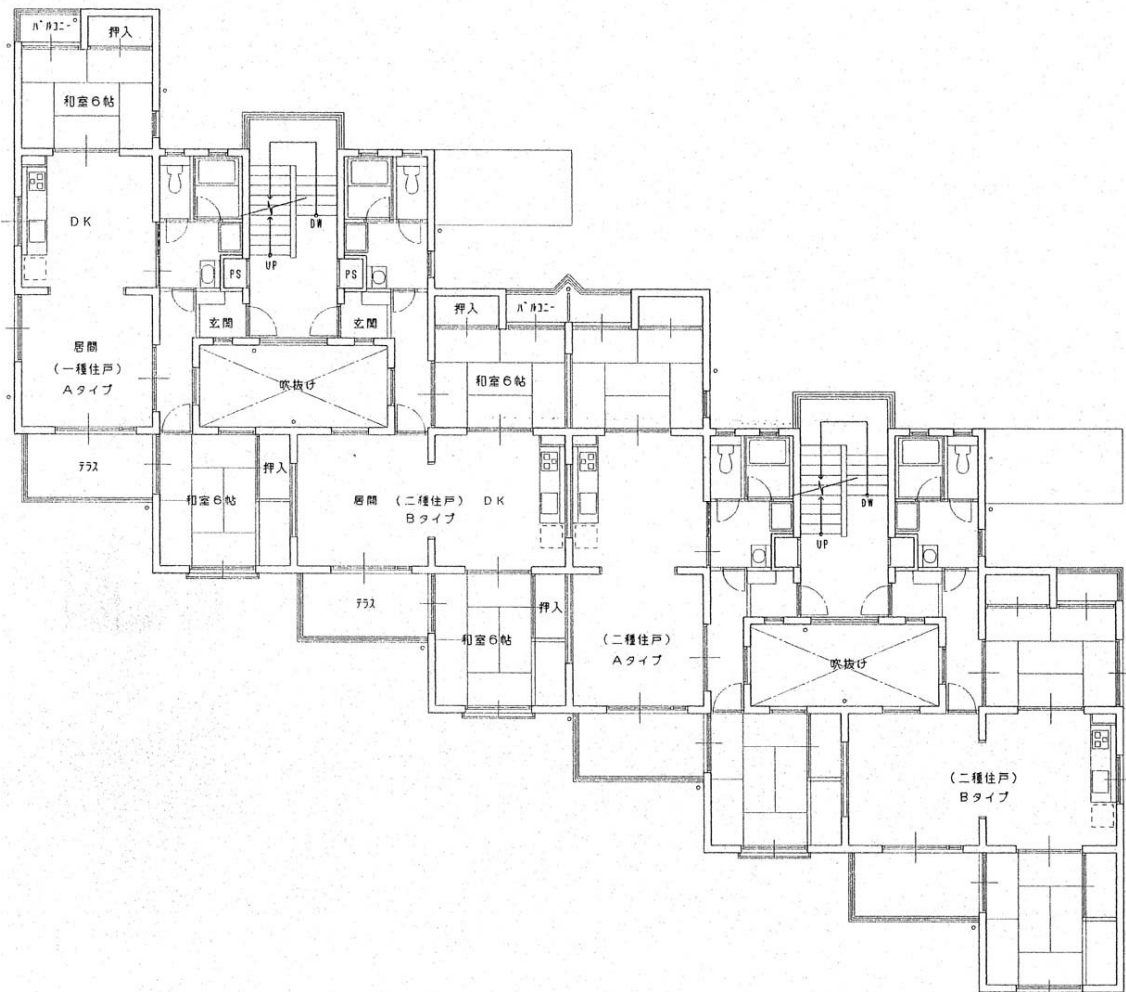 バルコニー
押入
和室6帖
DK
DW
UP
PS
PS
玄関
玄関
居間
(一種住戸)
Aタイプ
吹抜け
押入
バルコニー
和室6帖
テラス
和室6帖
押入
居間 (二種住戸) DK
Bタイプ
DW
UP
テラス
押入
和室6帖
(二種住戸)
Aタイプ
吹抜け
(二種住戸)
Bタイプ